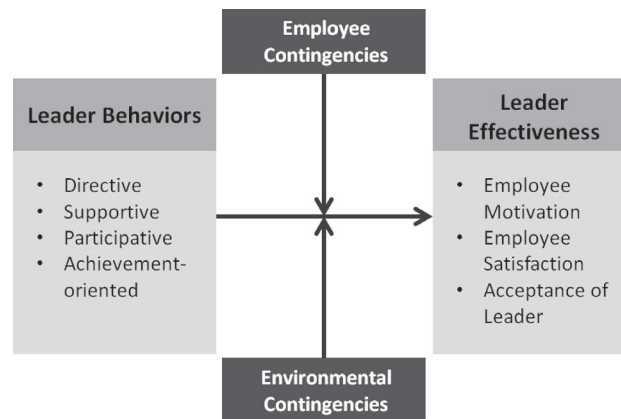 Employee
Contingencies
Leader Behaviors
• Directive
• Supportive
• Participative
• Achievement-
oriented
Leader
Effectiveness
• Employee
Motivation
• Employee
Satisfaction
• Acceptance of
Leader
Environmental
Contingencies